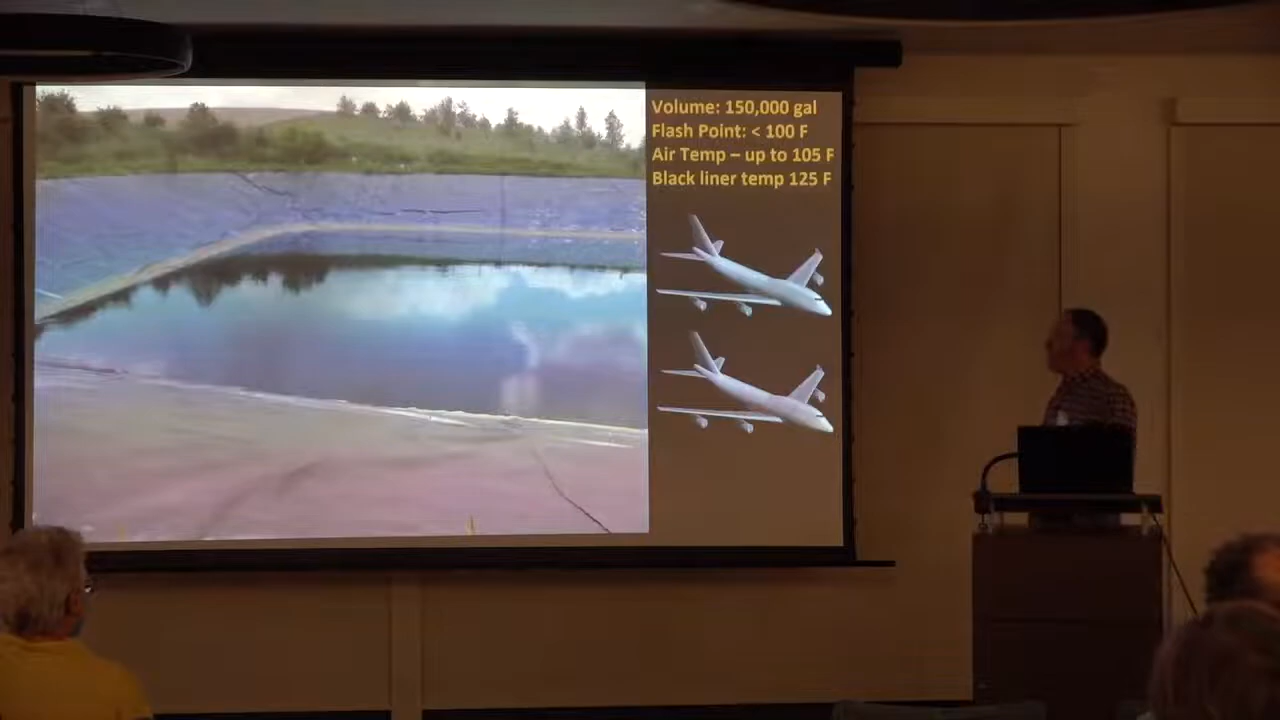 Volume: 150,000 gal
Flash Point: < 100 F
Air Temp – up to 105 F
Black liner temp 125 F